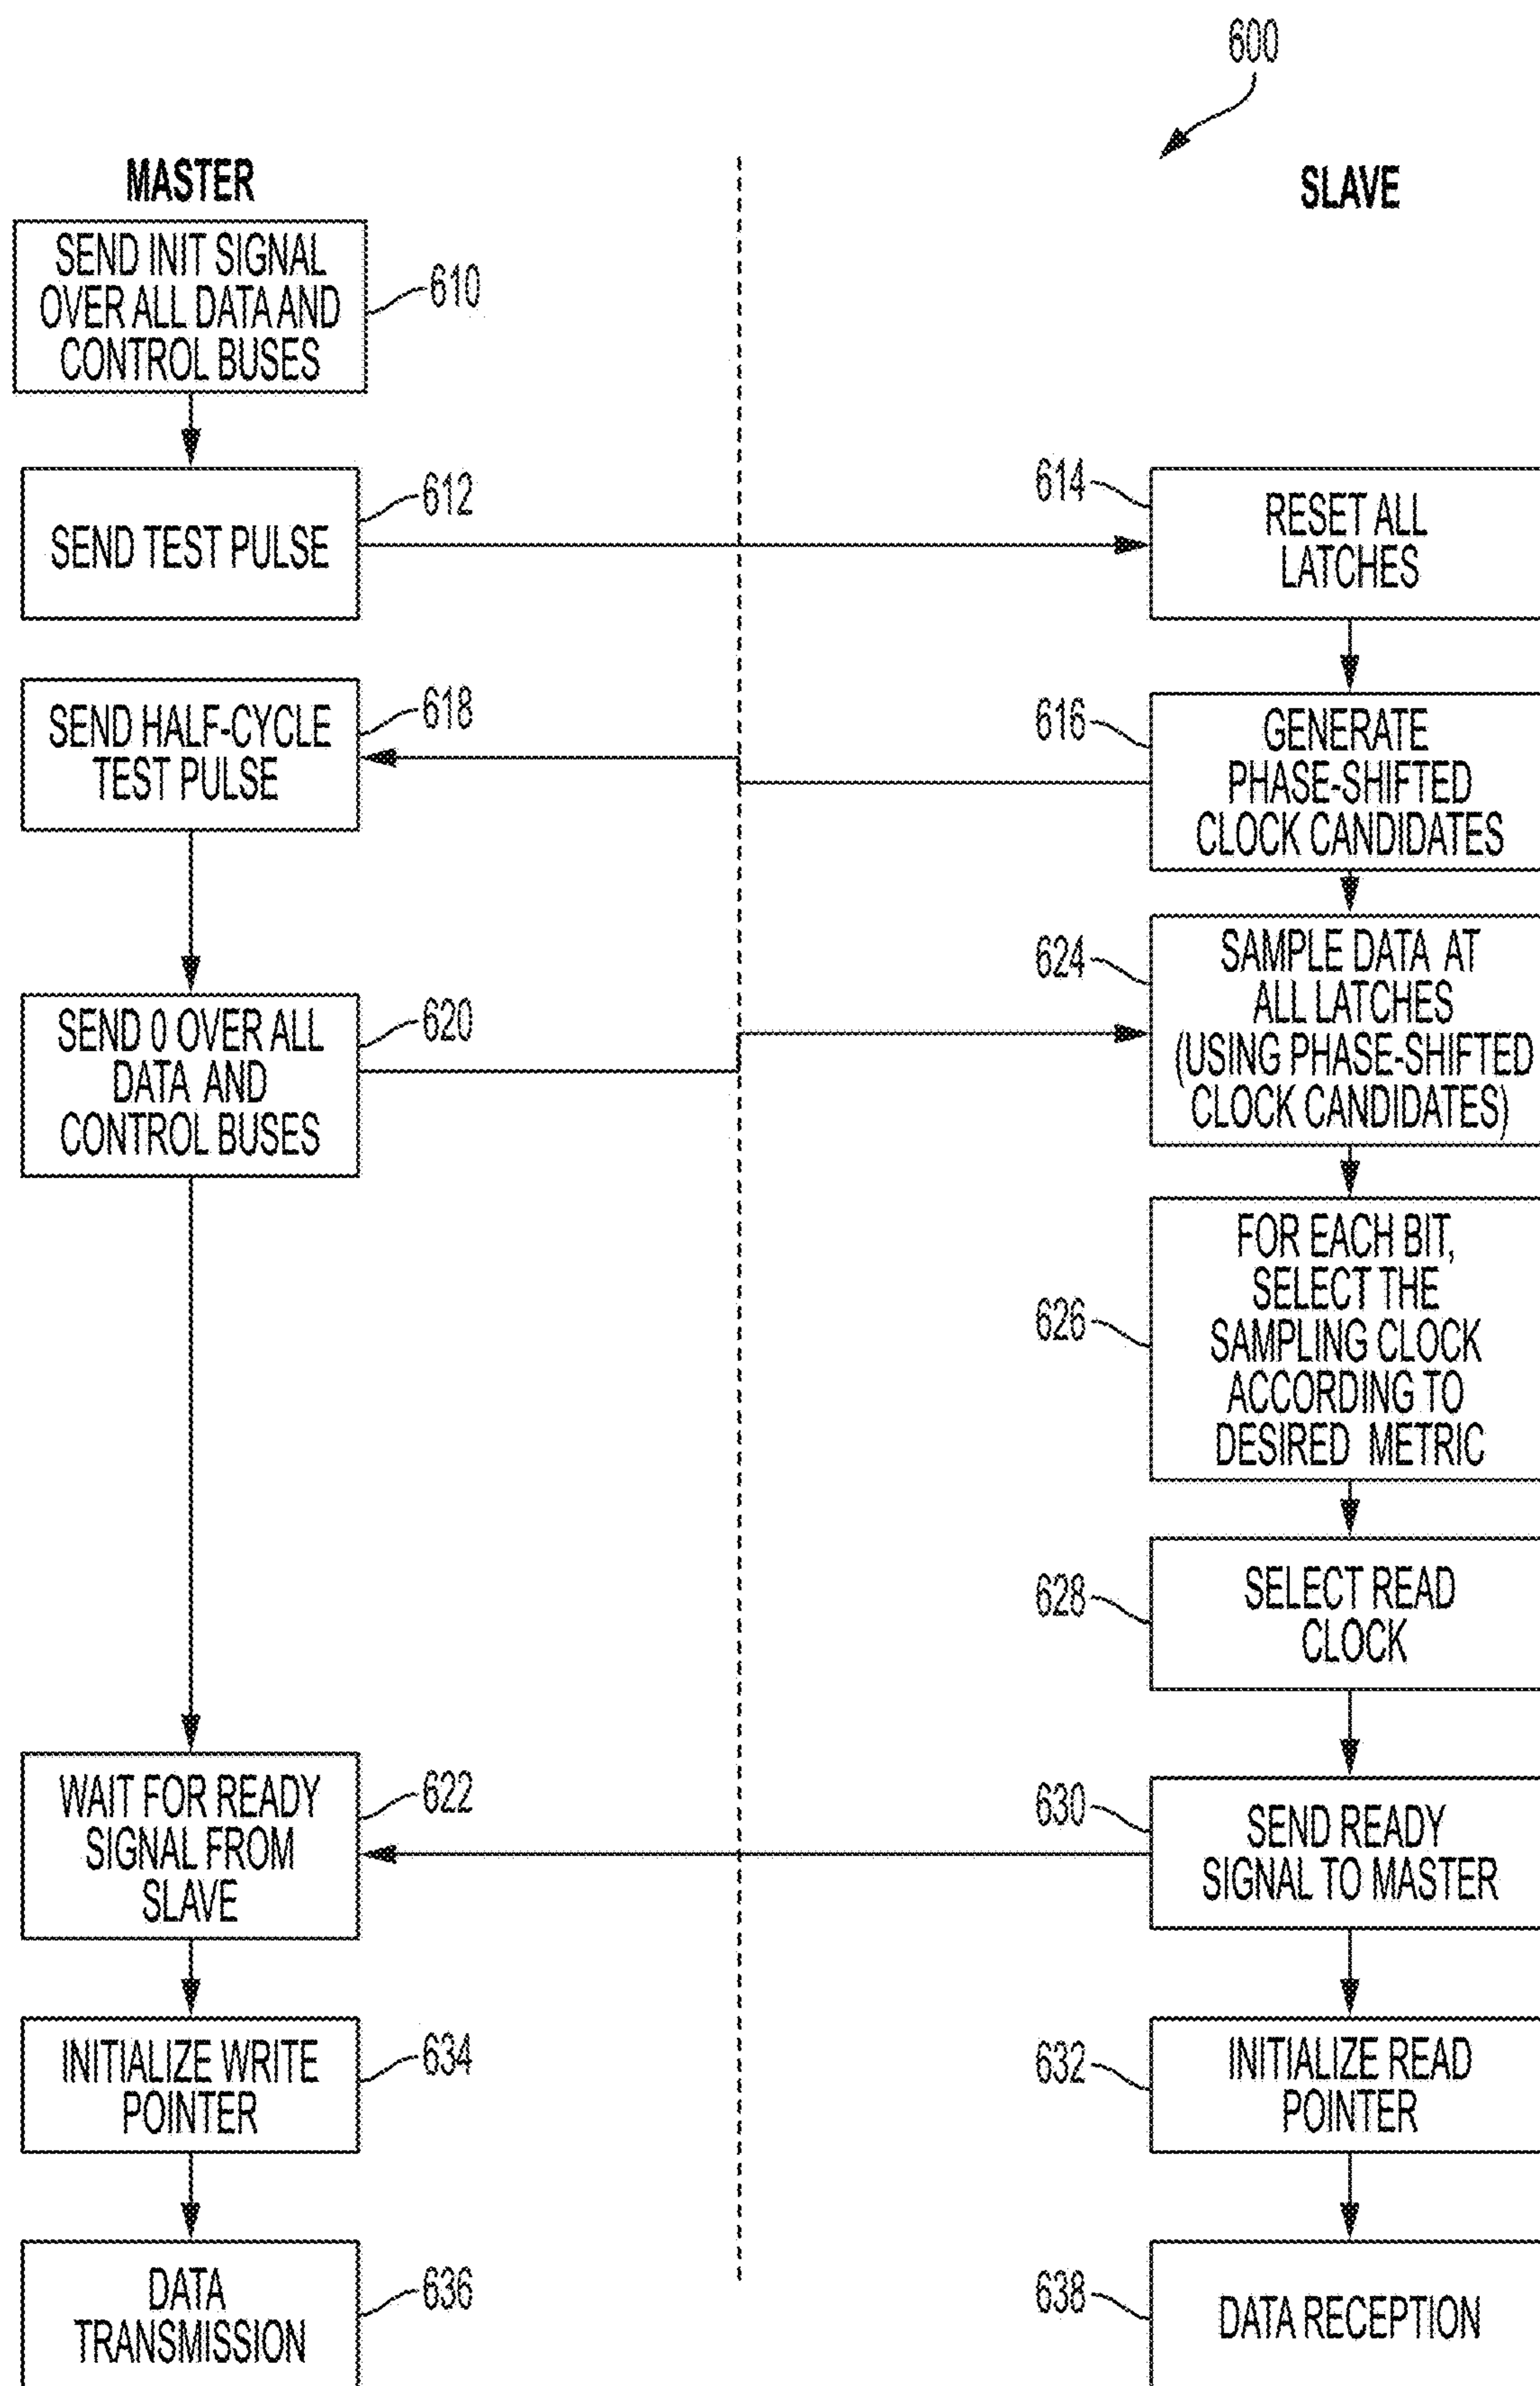 600
MASTER
SLAVE
SEND INIT SIGNAL
OVER ALL DATA AND
CONTROL BUSES
610
SEND TEST PULSE
612
614
RESET ALL
LATCHES
SEND HALF-CYCLE
TEST PULSE
618
616
GENERATE
PHASE-SHIFTED
CLOCK CANDIDATES
SEND 0 OVER ALL
DATA AND
CONTROL BUSES
620
624
SAMPLE DATA AT
ALL LATCHES
(USING PHASE-SHIFTED
CLOCK CANDIDATES)
626
FOR EACH BIT,
SELECT THE
SAMPLING CLOCK
ACCORDING TO
DESIRED METRIC
628
SELECT READ
CLOCK
WAIT FOR READY
SIGNAL FROM
SLAVE
622
630
SEND READY
SIGNAL TO MASTER
INITIALIZE WRITE
POINTER
634
632
INITIALIZE READ
POINTER
DATA
TRANSMISSION
636
638
DATA RECEPTION